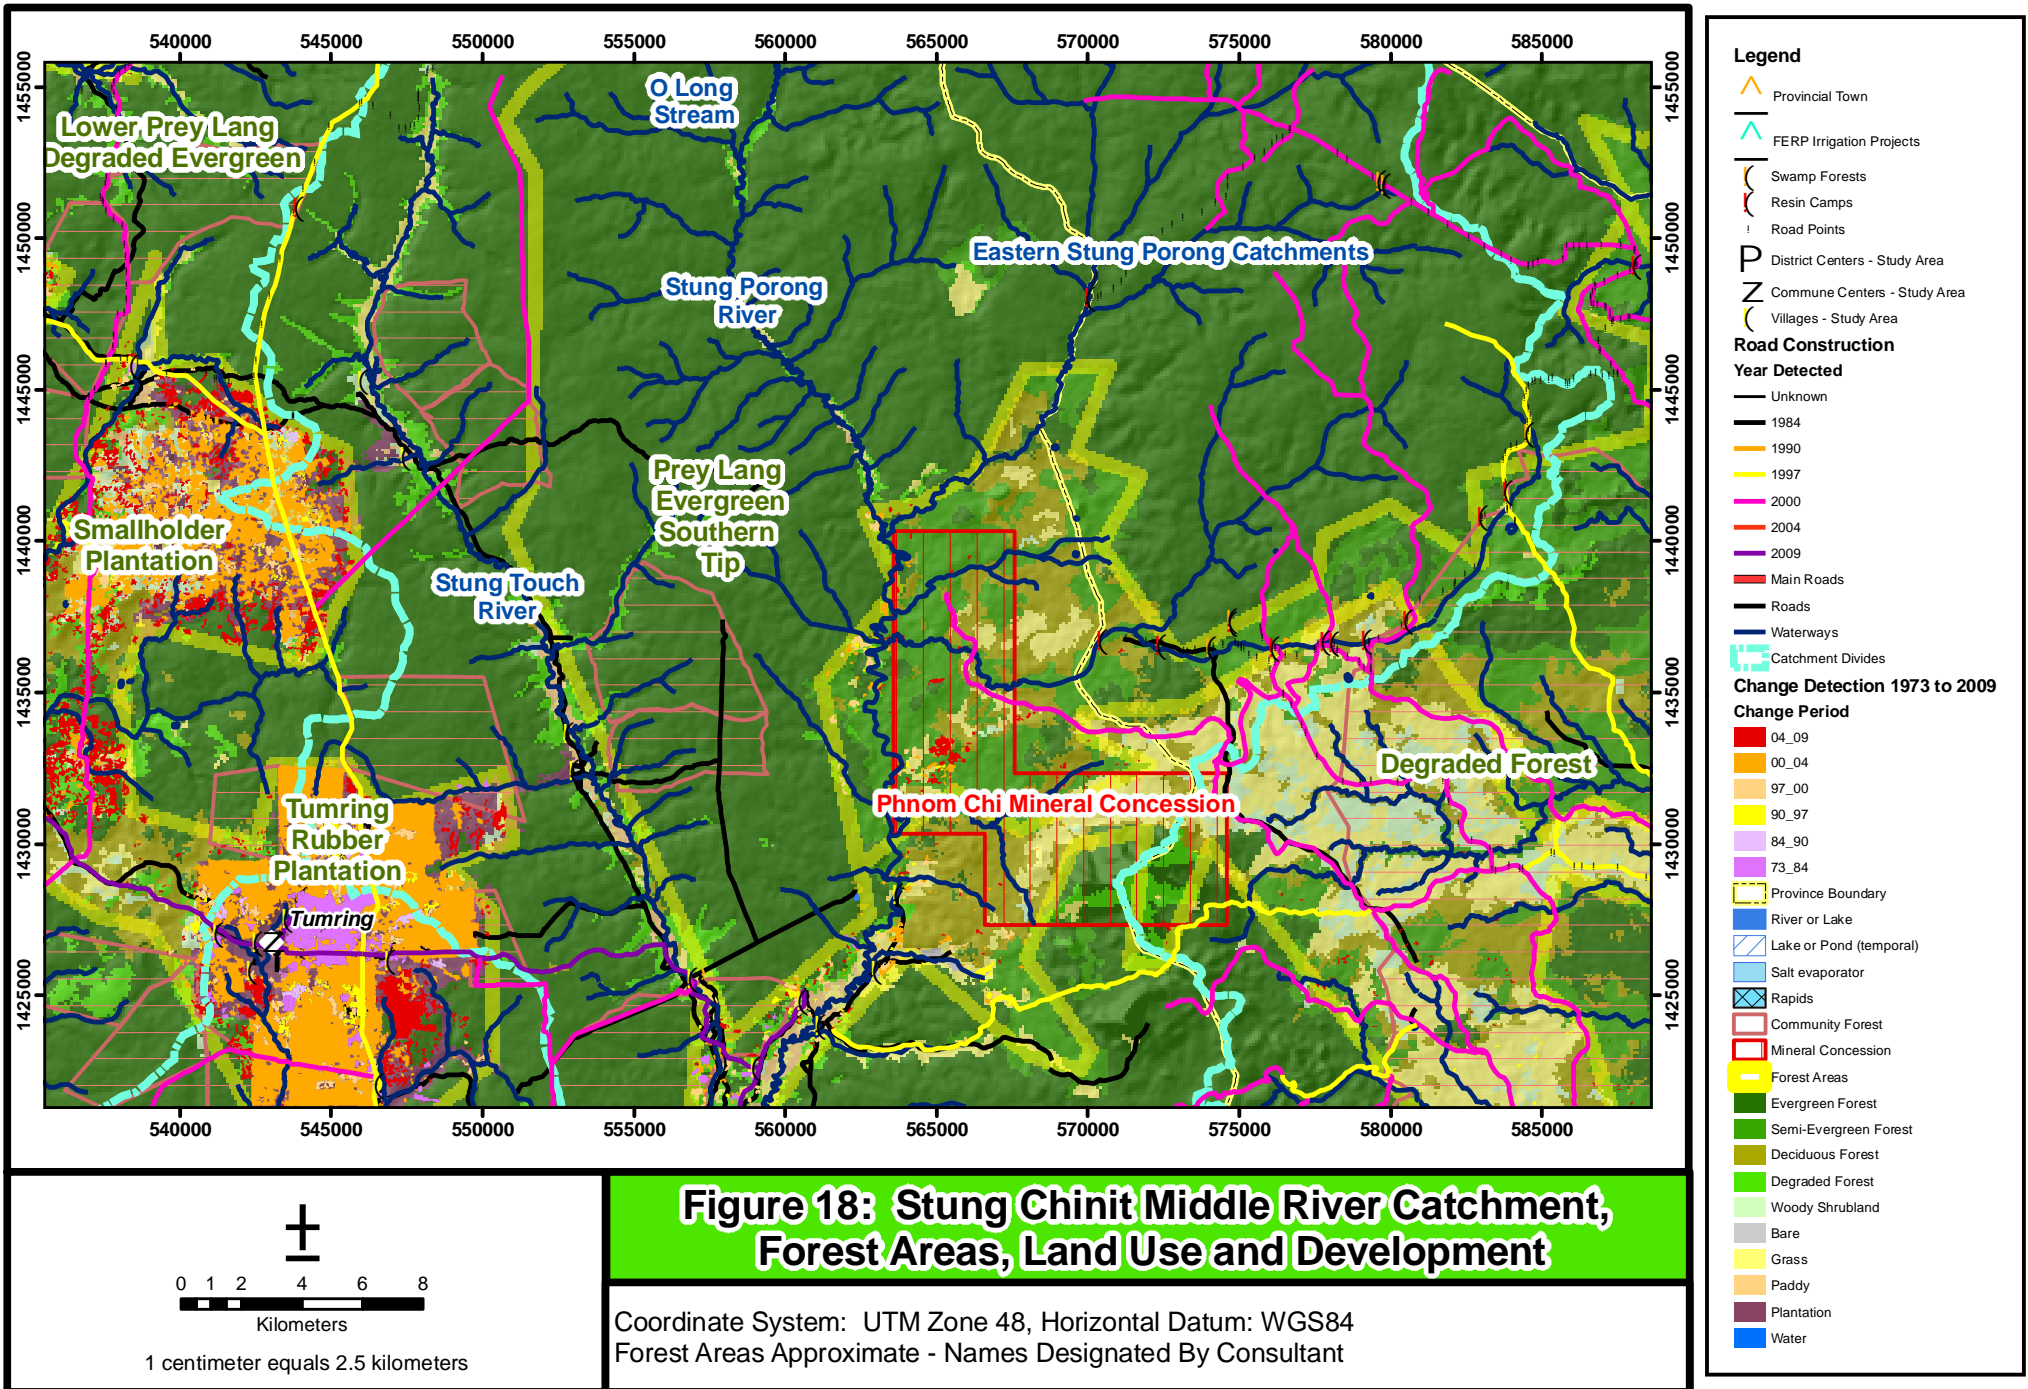 540000 545000 550000 555000 560000 565000 570000 575000 580000 585000
1455000
1450000
1445000
1440000
1435000
1430000
1425000
O Long
Stream
Lower Prey Lang
Degraded Evergreen
Eastern Stung Porong Catchments
Stung Porong
River
Prey Lang
Evergreen
Southern
Tip
Smallholder
Plantation
Stung Touch
River
Degraded Forest
Phnom Chi Mineral Concession
Tumring
Rubber
Plantation
Tumring
1455000
1450000
1445000
1440000
1435000
1430000
1425000
540000 545000 550000 555000 560000 565000 570000 575000 580000 585000
0 1 2 4 6 8
Kilometers
1 centimeter equals 2.5 kilometers
Figure 18: Stung Chinit Middle River Catchment,
Forest Areas, Land Use and Development
Coordinate System: UTM Zone 48, Horizontal Datum: WGS84
Forest Areas Approximate - Names Designated By Consultant
Legend
Provincial Town
FERP Irrigation Projects
Swamp Forests
Resin Camps
Road Points
P District Centers - Study Area
Z Commune Centers - Study Area
Villages - Study Area
Road Construction
Year Detected
Unknown
1984
1990
1997
2000
2004
2009
Main Roads
Roads
Waterways
Catchment Divides
Change Detection 1973 to 2009
Change Period
04_09
00_04
97_00
90_97
84_90
73_84
Province Boundary
River or Lake
Lake or Pond (temporal)
Salt evaporator
Rapids
Community Forest
Mineral Concession
Forest Areas
Evergreen Forest
Semi-Evergreen Forest
Deciduous Forest
Degraded Forest
Woody Shrubland
Bare
Grass
Paddy
Plantation
Water